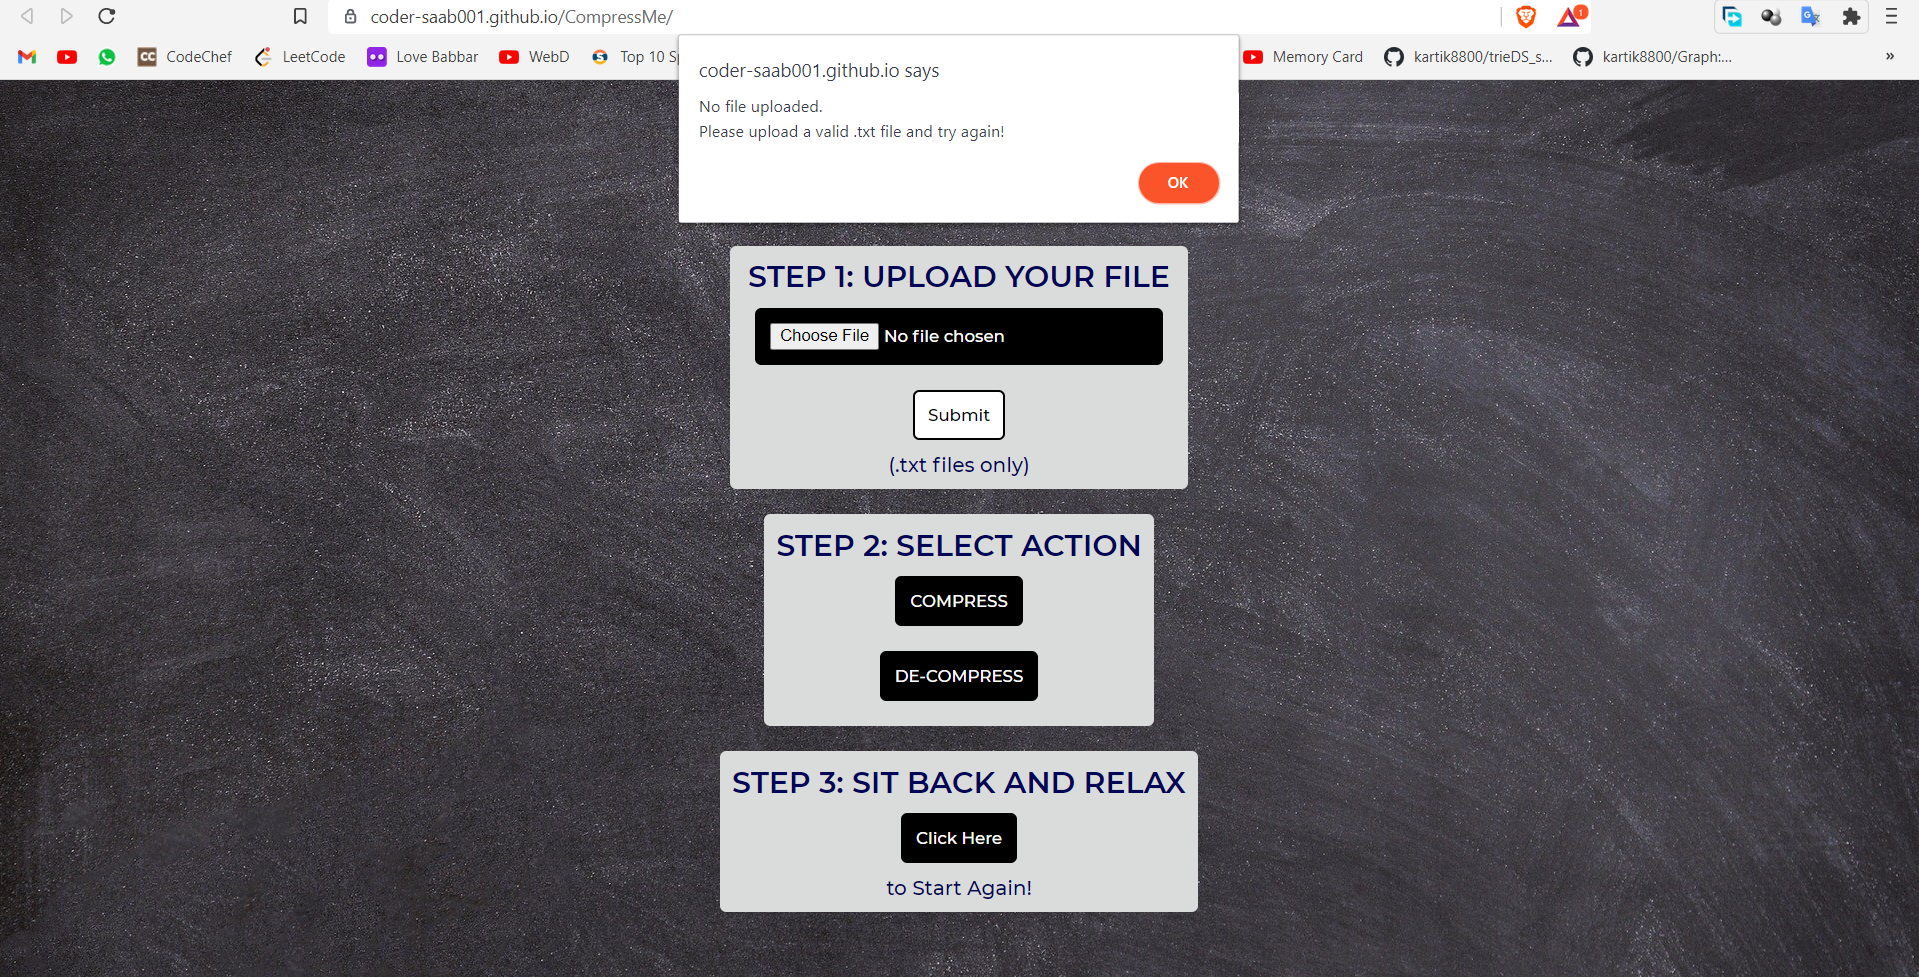 coder-saab001.github.io/CompressMe/
1
CC CodeChef LeetCode Love Babbar WebD Top 10 Memory Card kartik8800/trieDS_s... kartik8800/Graph:... »
coder-saab001.github.io says
No file uploaded.
Please upload a valid .txt file and try again!
OK
STEP 1: UPLOAD YOUR FILE
Choose File No file chosen
Submit
(.txt files only)
STEP 2: SELECT ACTION
COMPRESS
DE-COMPRESS
STEP 3: SIT BACK AND RELAX
Click Here
to Start Again!